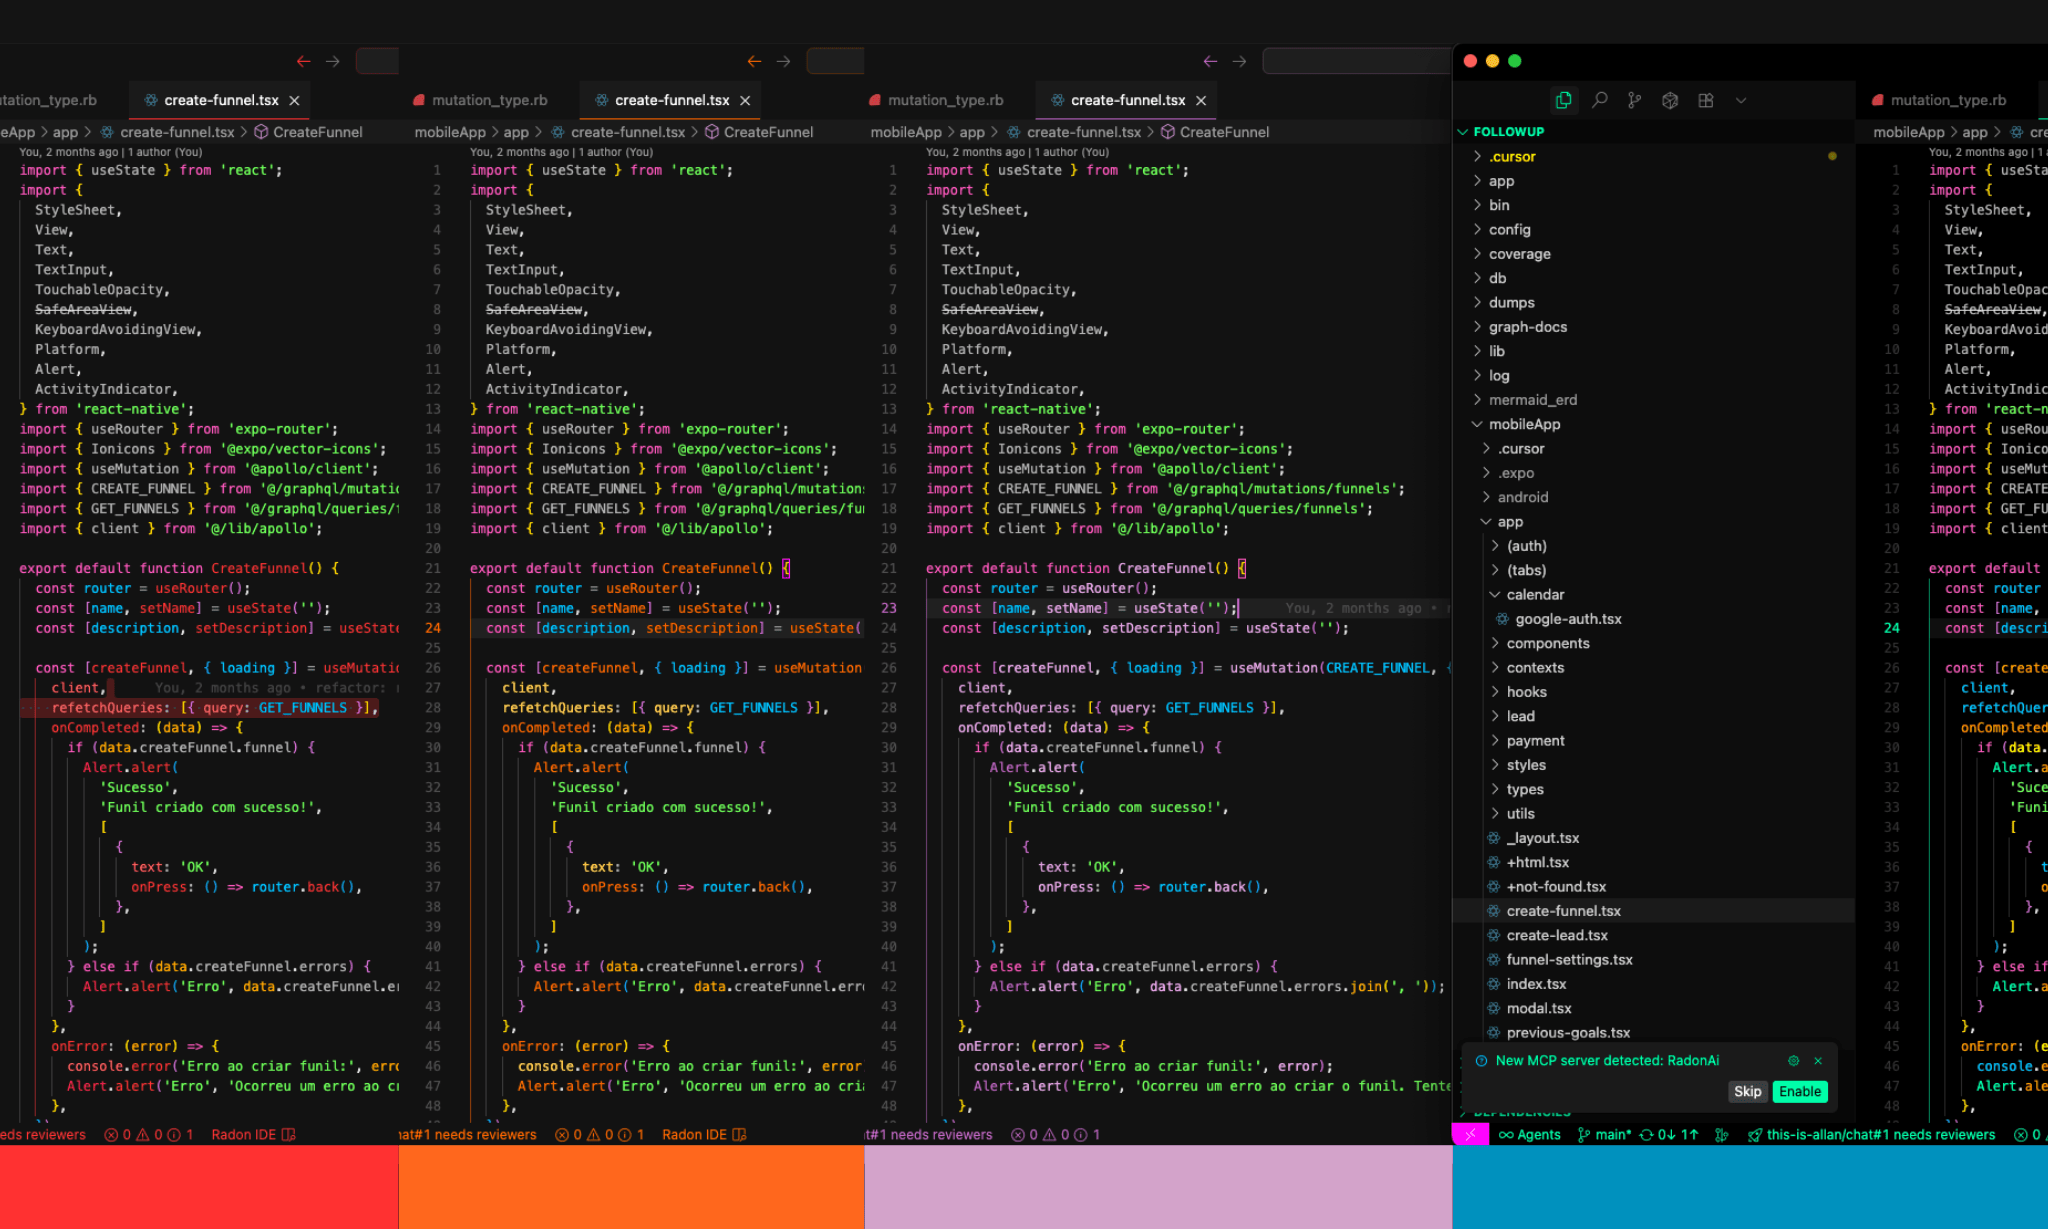 tation_type.rb
create-funnel.tsx
eApp > app > create-funnel.tsx > CreateFunnel
You, 2 months ago | 1 author (You)
import { useState } from 'react';
import {
StyleSheet,
View,
Text,
TextInput,
TouchableOpacity,
SafeAreaView,
KeyboardAvoidingView,
Platform,
Alert,
ActivityIndicator,
} from 'react-native';
import { useRouter } from 'expo-router';
import { Ionicons } from '@expo/vector-icons';
import { useMutation } from '@apollo/client';
import { CREATE_FUNNEL } from '@/graphql/mutatio
import { GET_FUNNELS } from '@/graphql/queries/f
import { client } from '@/lib/apollo';
export default function CreateFunnel() {
const router = useRouter();
const [name, setName] = useState('');
const [description, setDescription] = useState
const [createFunnel, { loading }] = useMutatio
client, You, 2 months ago • refactor:
refetchQueries: [{ query: GET_FUNNELS }],
onCompleted: (data) => {
if (data.createFunnel.funnel) {
Alert.alert(
'Sucesso',
'Funil criado com sucesso!',
[
{
text: 'OK',
onPress: () => router.back(),
},
]
);
} else if (data.createFunnel.errors) {
Alert.alert('Erro', data.createFunnel.er
}
},
onError: (error) => {
console.error('Erro ao criar funil:', erro
Alert.alert('Erro', 'Ocorreu um erro ao cr
},
eds reviewers 0 0 1 Radon IDE
mutation_type.rb
create-funnel.tsx
mobileApp > app > create-funnel.tsx > CreateFunnel
You, 2 months ago | 1 author (You)
1 import { useState } from 'react';
2 import {
3 StyleSheet,
4 View,
5 Text,
6 TextInput,
7 TouchableOpacity,
8 SafeAreaView,
9 KeyboardAvoidingView,
10 Platform,
11 Alert,
12 ActivityIndicator,
13 } from 'react-native';
14 import { useRouter } from 'expo-router';
15 import { Ionicons } from '@expo/vector-icons';
16 import { useMutation } from '@apollo/client';
17 import { CREATE_FUNNEL } from '@/graphql/mutation
18 import { GET_FUNNELS } from '@/graphql/queries/fu
19 import { client } from '@/lib/apollo';
20
21 export default function CreateFunnel() {
22 const router = useRouter();
23 const [name, setName] = useState('');
24 const [description, setDescription] = useState(
25
26 const [createFunnel, { loading }] = useMutation
27 client,
28 refetchQueries: [{ query: GET_FUNNELS }],
29 onCompleted: (data) => {
30 if (data.createFunnel.funnel) {
31 Alert.alert(
32 'Sucesso',
33 'Funil criado com sucesso!',
34 [
35 {
36 text: 'OK',
37 onPress: () => router.back(),
38 },
39 ]
40 );
41 } else if (data.createFunnel.errors) {
42 Alert.alert('Erro', data.createFunnel.err
43 }
44 },
45 onError: (error) => {
46 console.error('Erro ao criar funil:', error
47 Alert.alert('Erro', 'Ocorreu um erro ao cria
48 },
hat#1 needs reviewers 0 0 1 Radon IDE
mutation_type.rb
create-funnel.tsx
mobileApp > app > create-funnel.tsx > CreateFunnel
You, 2 months ago | 1 author (You)
1 import { useState } from 'react';
2 import {
3 StyleSheet,
4 View,
5 Text,
6 TextInput,
7 TouchableOpacity,
8 SafeAreaView,
9 KeyboardAvoidingView,
10 Platform,
11 Alert,
12 ActivityIndicator,
13 } from 'react-native';
14 import { useRouter } from 'expo-router';
15 import { Ionicons } from '@expo/vector-icons';
16 import { useMutation } from '@apollo/client';
17 import { CREATE_FUNNEL } from '@/graphql/mutations/funnels';
18 import { GET_FUNNELS } from '@/graphql/queries/funnels';
19 import { client } from '@/lib/apollo';
20
21 export default function CreateFunnel() {
22 const router = useRouter();
23 const [name, setName] = useState(''); You, 2 months ago •
24 const [description, setDescription] = useState('');
25
26 const [createFunnel, { loading }] = useMutation(CREATE_FUNNEL, {
27 client,
28 refetchQueries: [{ query: GET_FUNNELS }],
29 onCompleted: (data) => {
30 if (data.createFunnel.funnel) {
31 Alert.alert(
32 'Sucesso',
33 'Funil criado com sucesso!',
34 [
35 {
36 text: 'OK',
37 onPress: () => router.back(),
38 },
39 ]
40 );
41 } else if (data.createFunnel.errors) {
42 Alert.alert('Erro', data.createFunnel.errors.join(', '));
43 }
44 },
45 onError: (error) => {
46 console.error('Erro ao criar funil:', error);
47 Alert.alert('Erro', 'Ocorreu um erro ao criar o funil. Tente
48 },
t#1 needs reviewers 0 0 1
FOLLOWUP
.cursor
app
bin
config
coverage
db
dumps
graph-docs
lib
log
mermaid_erd
mobileApp
.cursor
.expo
android
app
(auth)
(tabs)
calendar
google-auth.tsx
components
contexts
hooks
lead
payment
styles
types
utils
_layout.tsx
+html.tsx
+not-found.tsx
create-funnel.tsx
create-lead.tsx
funnel-settings.tsx
index.tsx
modal.tsx
previous-goals.tsx
New MCP server detected: RadonAi
Skip Enable
DEPENDENCIES
Agents main* 0↓ 1↑ this-is-allan/chat#1 needs reviewers 0
mutation_type.rb
mobileApp > app > cr
You, 2 months ago | 1
1 import { useSta
2 import {
3 StyleSheet,
4 View,
5 Text,
6 TextInput,
7 TouchableOpac
8 SafeAreaView,
9 KeyboardAvoid
10 Platform,
11 Alert,
12 ActivityIndic
13 } from 'react-n
14 import { useRou
15 import { Ionico
16 import { useMut
17 import { CREATE
18 import { GET_FU
19 import { client
20
21 export default
22 const router
23 const [name,
24 const [descri
25
26 const [create
27 client,
28 refetchQuer
29 onCompleted
30 if (data.
31 Alert.a
32 'Suce
33 'Funi
34 [
35 {
36 t
37 o
38 },
39 ]
40 );
41 } else if
42 Alert.a
43 }
44 },
45 onError: (e
46 console.e
47 Alert.ale
48 },